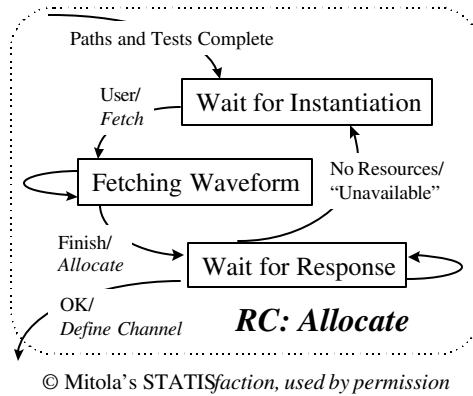 Paths and Tests Complete
Wait for Instantiation
User/
Fetch
Fetching Waveform
No Resources/
“Unavailable”
Finish/
Allocate
Wait for Response
OK/
Define Channel
RC: Allocate
© Mitola’s STATISfaction, used by permission